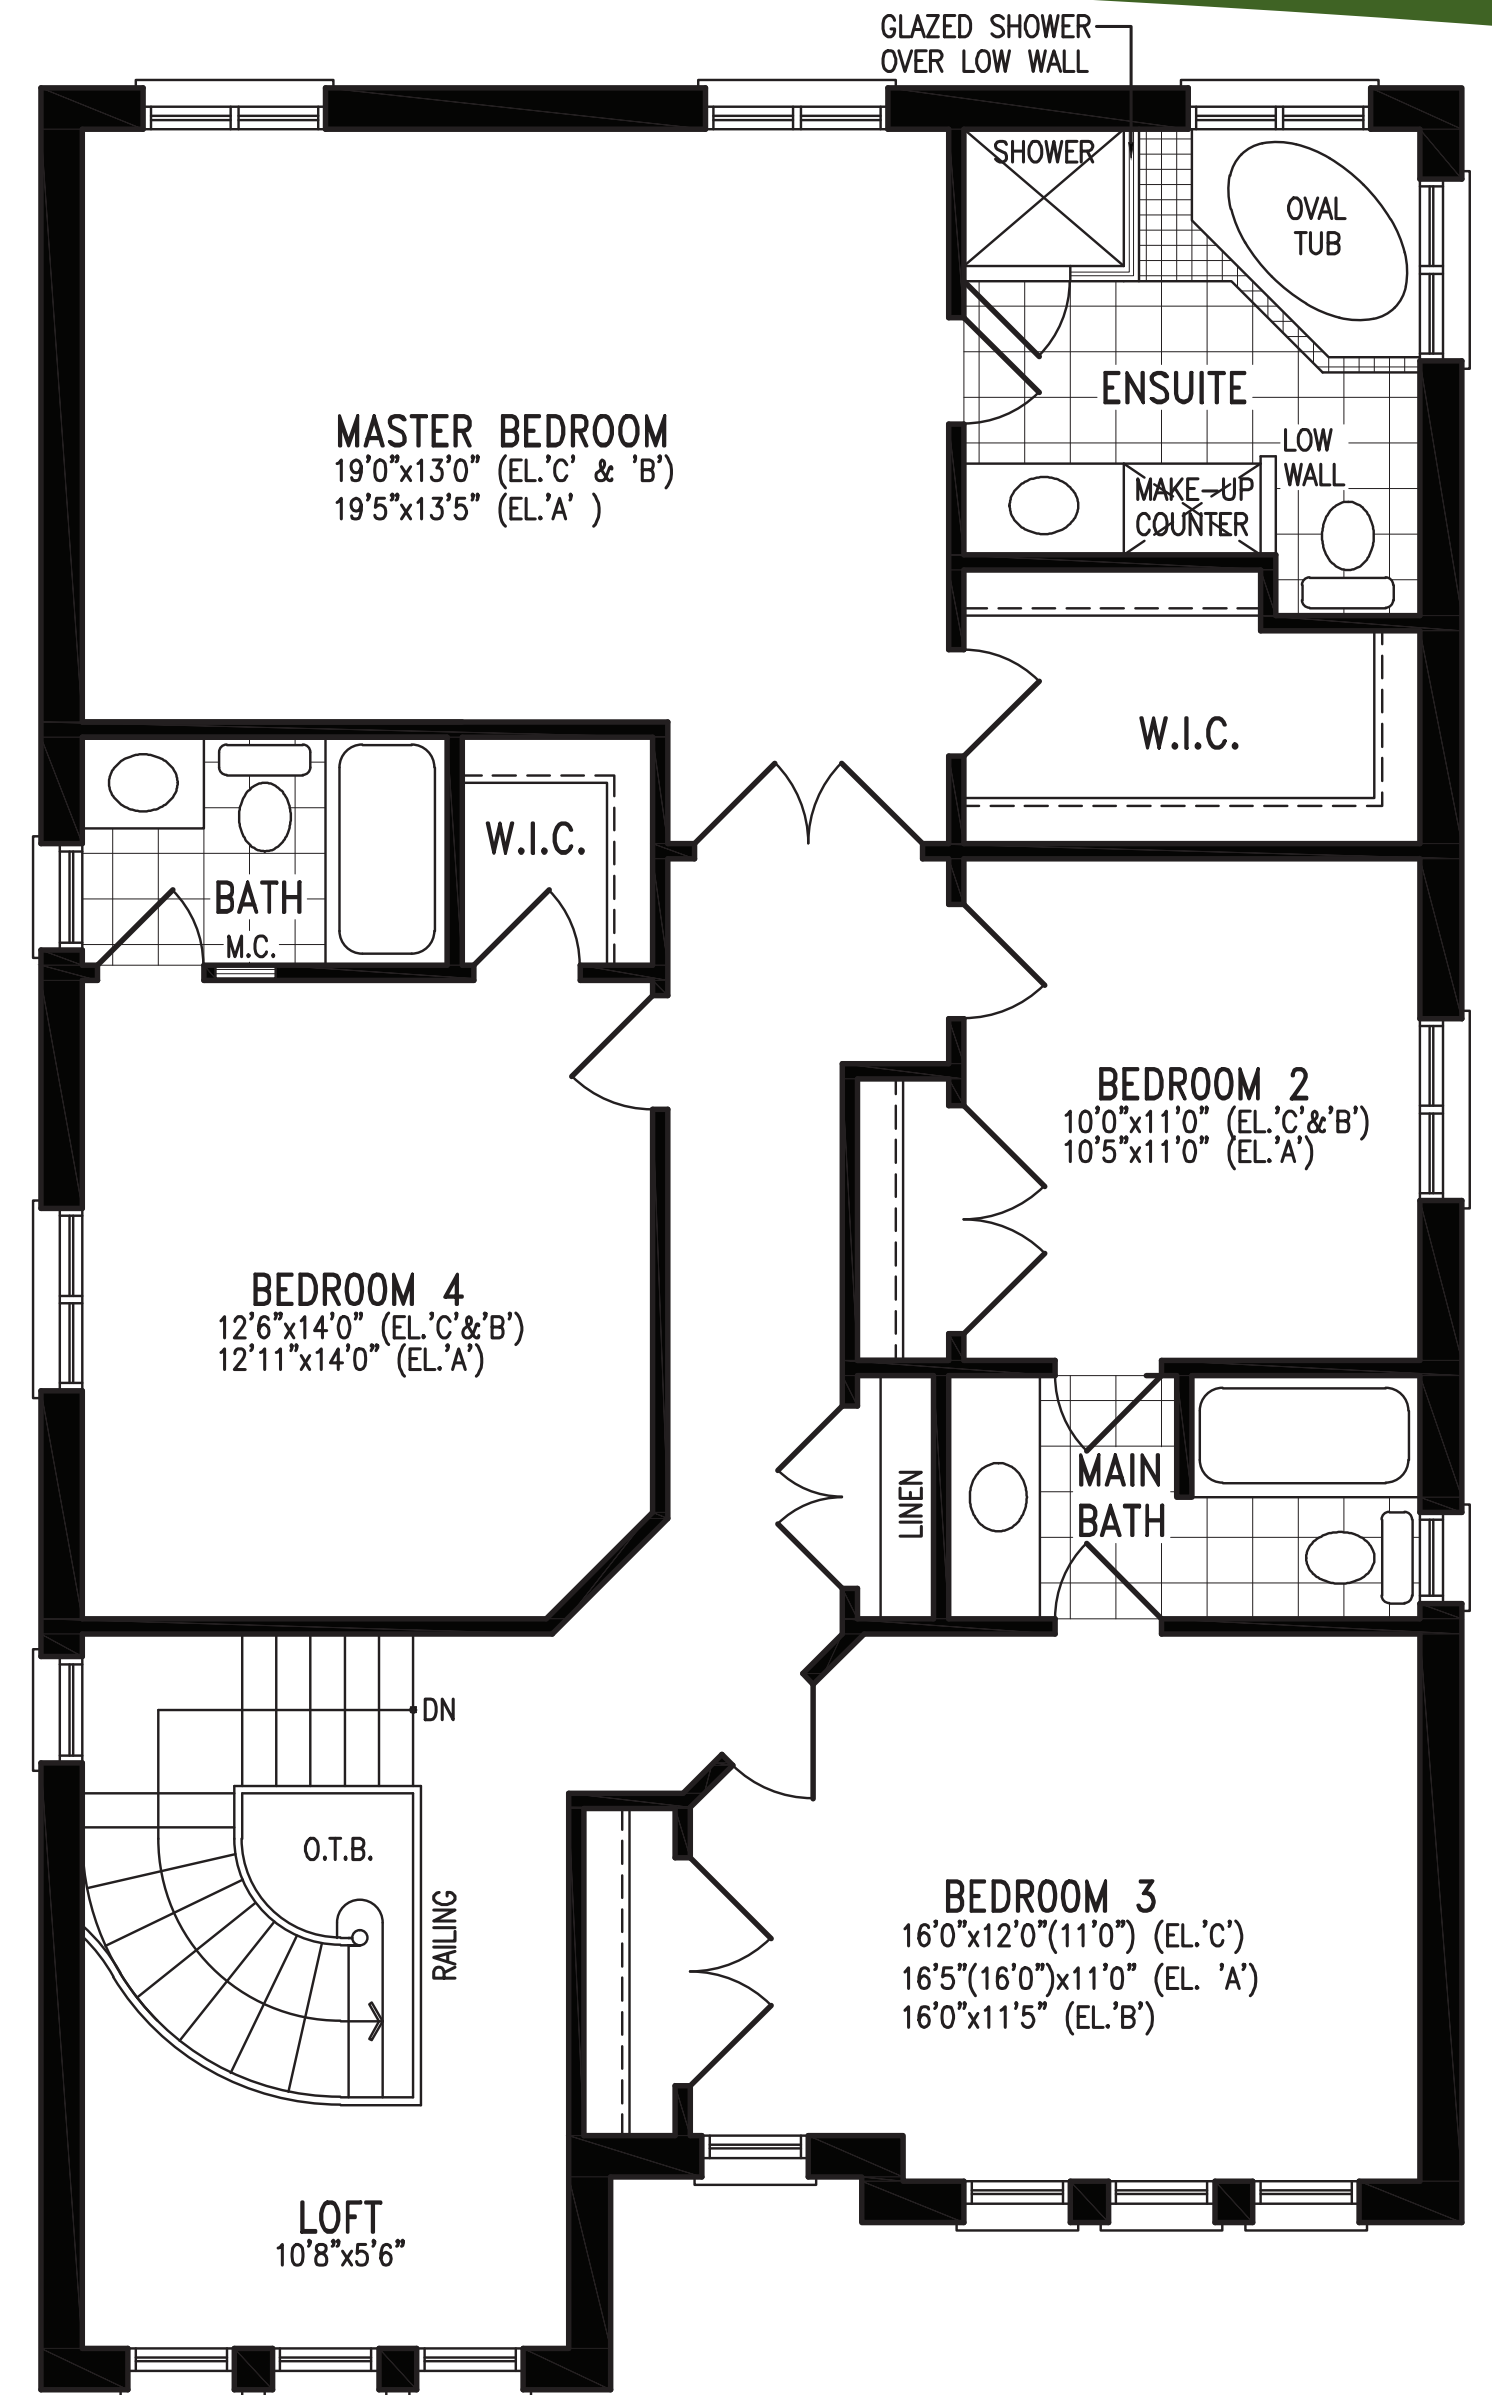 GLAZED SHOWER
OVER LOW WALL
SHOWER
OVAL
TUB
ENSUITE
MASTER BEDROOM
19'0"x13'0" (EL.'C' & 'B')
19'5"x13'5" (EL.'A' )
LOW
WALL
MAKE-UP
COUNTER
W.I.C.
W.I.C.
BATH
M.C.
BEDROOM 2
10'0"x11'0" (EL.'C'&'B')
10'5"x11'0" (EL.'A')
BEDROOM 4
12'6"x14'0" (EL.'C'&'B')
12'11"x14'0" (EL.'A')
LINEN
MAIN
BATH
DN
O.T.B.
RAILING
BEDROOM 3
16'0"x12'0"(11'0") (EL.'C')
16'5"(16'0")x11'0" (EL. 'A')
16'0"x11'5" (EL.'B')
LOFT
10'8"x5'6"